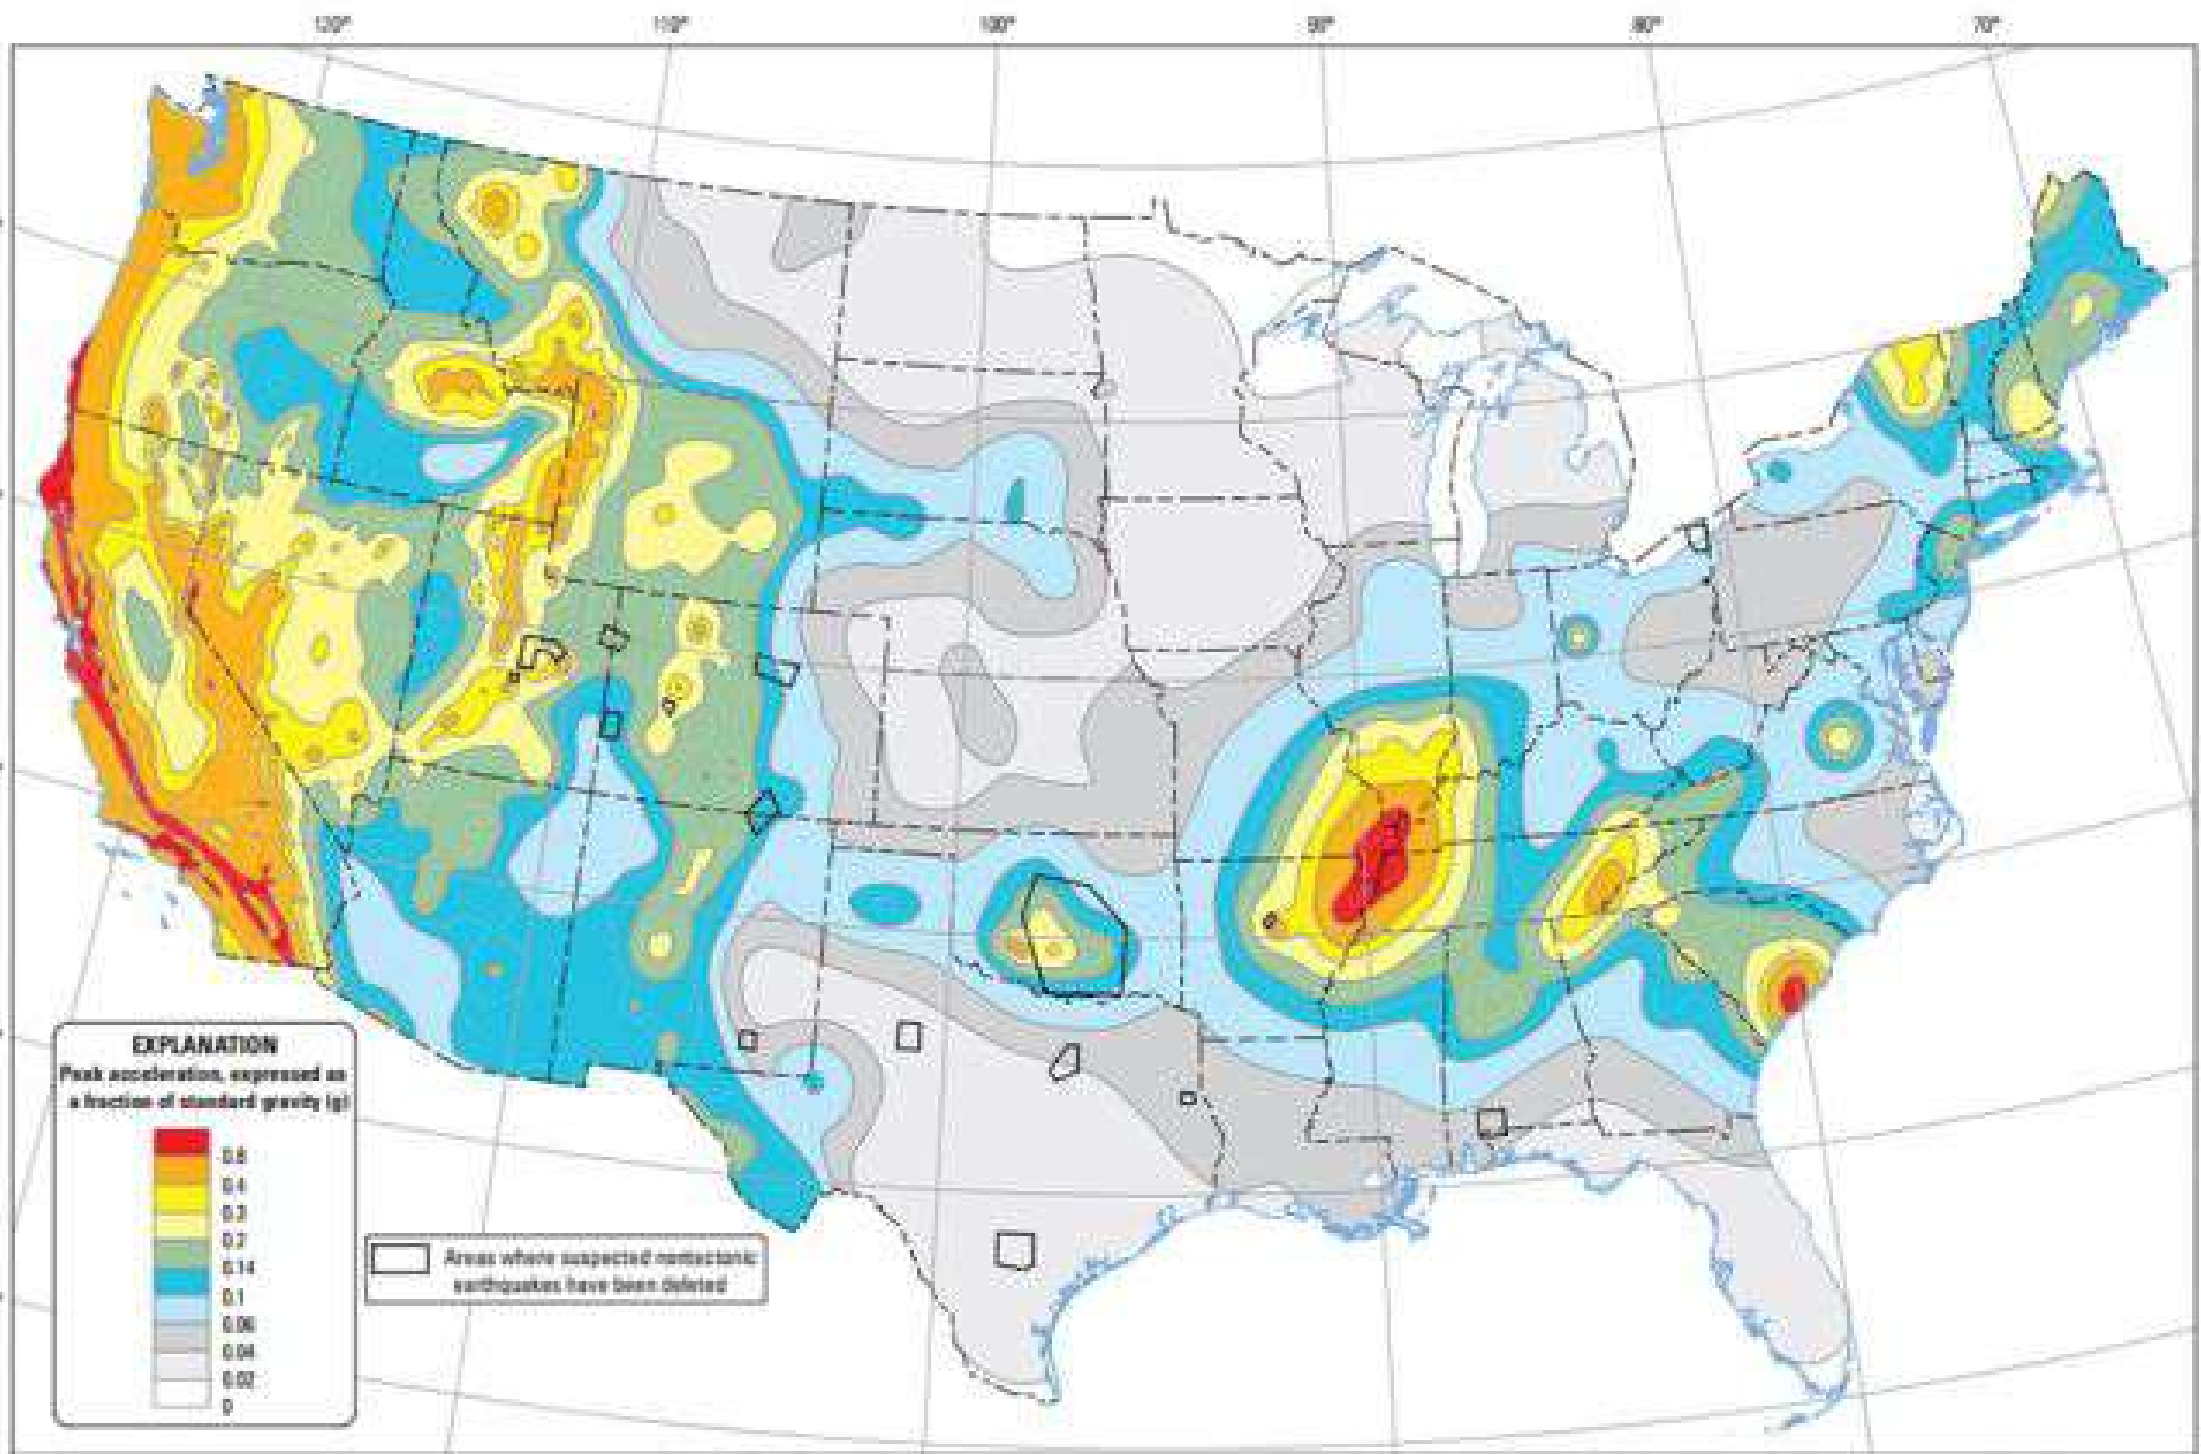 120° 110° 100° 90° 80° 70°
EXPLANATION
Peak acceleration, expressed as
a fraction of standard gravity (g)
0.8
0.4
0.3
0.2
0.14
0.1
0.06
0.04
0.02
0
Areas where suspected nontectonic
earthquakes have been deleted